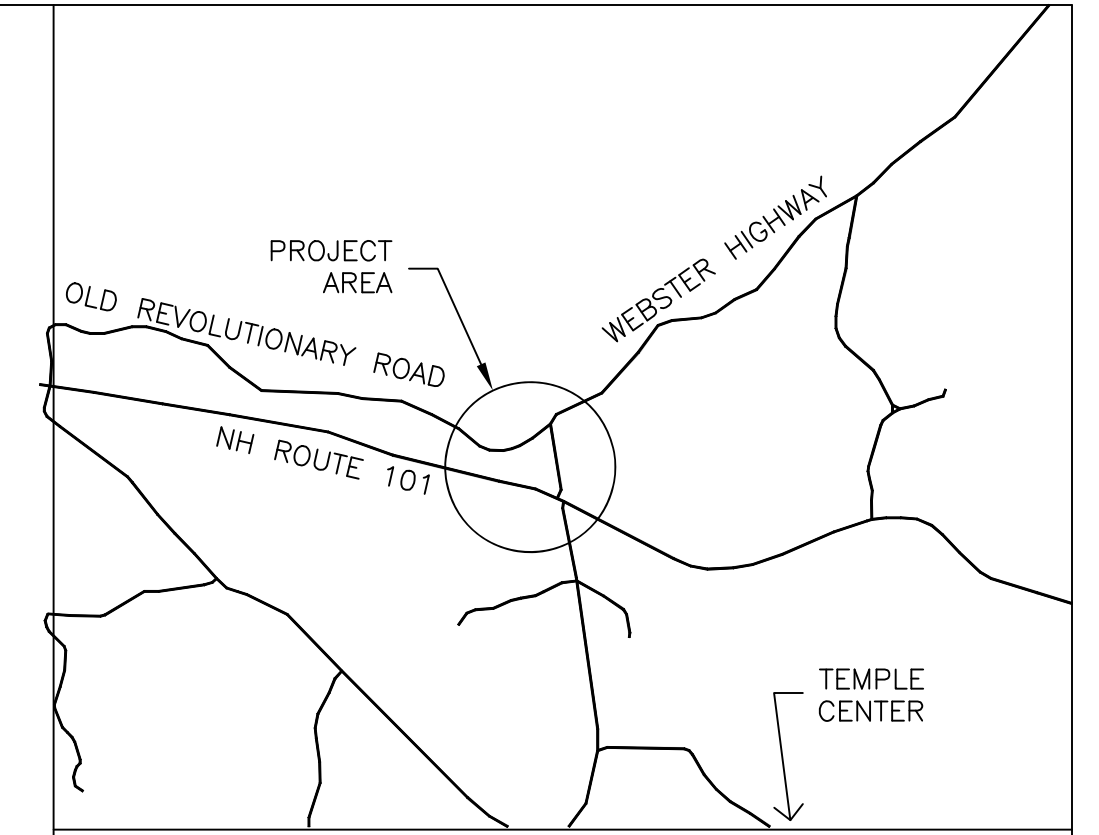 WEBSTER HIGHWAY
PROJECT
AREA
OLD REVOLUTIONARY ROAD
NH ROUTE 101
TEMPLE
CENTER